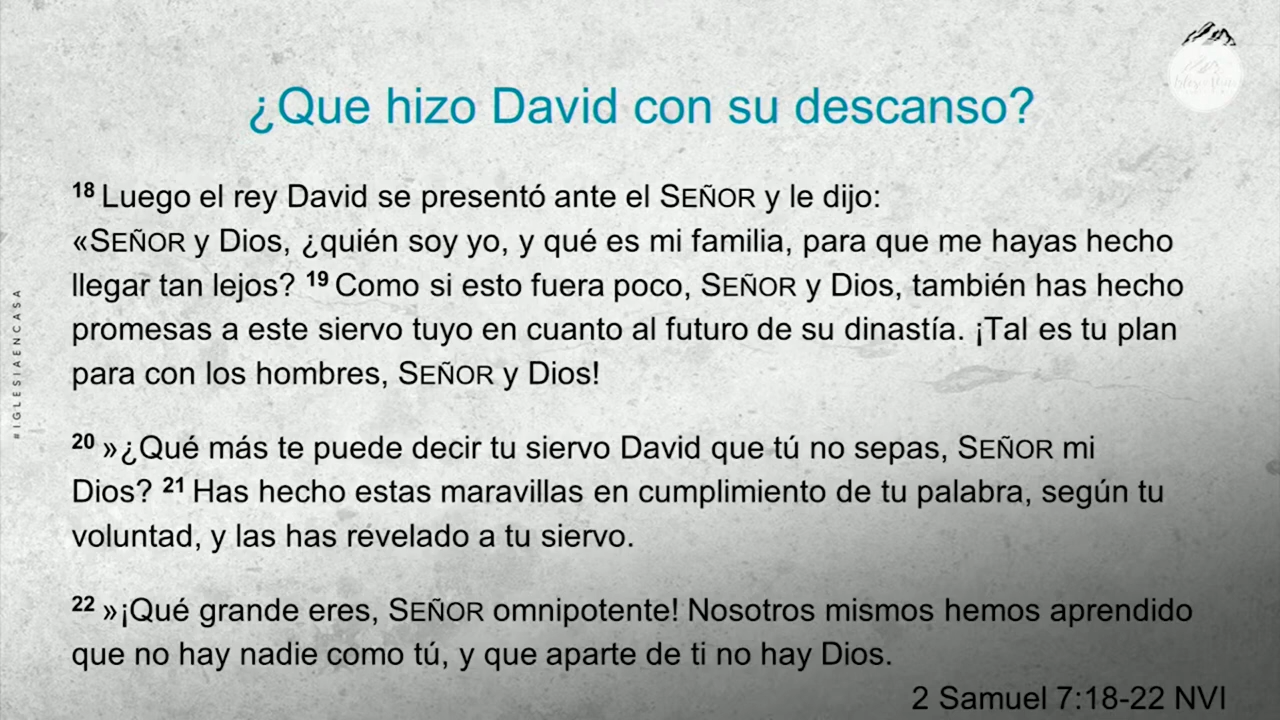 ¿Que hizo David con su descanso?
18 Luego el rey David se presentó ante el SEÑOR y le dijo:
«SEÑOR y Dios, ¿quién soy yo, y qué es mi familia, para que me hayas hecho
llegar tan lejos? 19 Como si esto fuera poco, SEÑOR y Dios, también has hecho
promesas a este siervo tuyo en cuanto al futuro de su dinastía. ¡Tal es tu plan
para con los hombres, SEÑOR y Dios!
20 »¿Qué más te puede decir tu siervo David que tú no sepas, SEÑOR mi
Dios? 21 Has hecho estas maravillas en cumplimiento de tu palabra, según tu
voluntad, y las has revelado a tu siervo.
22 »¡Qué grande eres, SEÑOR omnipotente! Nosotros mismos hemos aprendido
que no hay nadie como tú, y que aparte de ti no hay Dios.
2 Samuel 7:18-22 NVI
#IGLESIAENCASA